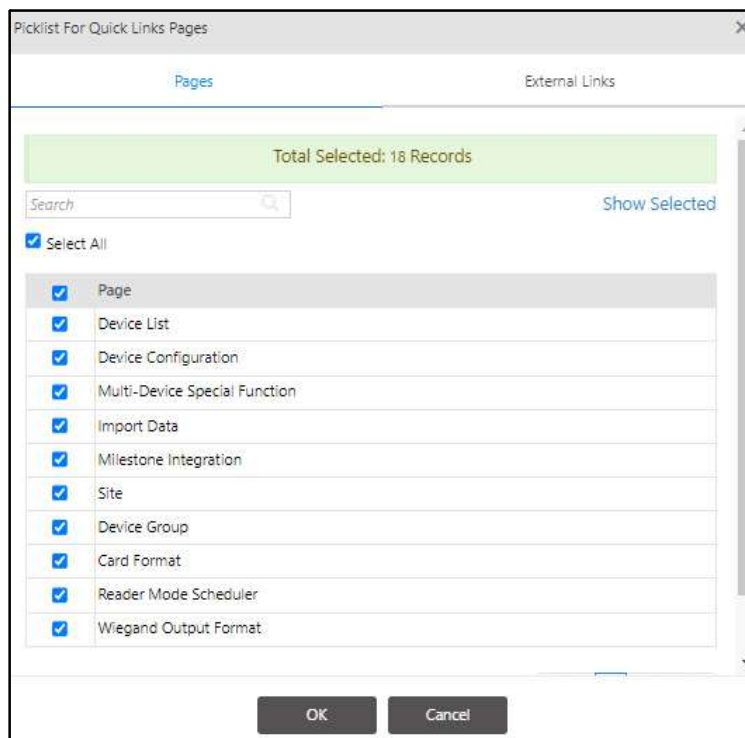 Picklist For Quick Links Pages
Pages External Links
Total Selected: 18 Records
Search Show Selected
Select All
Page
Device List
Device Configuration
Multi-Device Special Function
Import Data
Milestone Integration
Site
Device Group
Card Format
Reader Mode Scheduler
Wiegand Output Format
OK Cancel